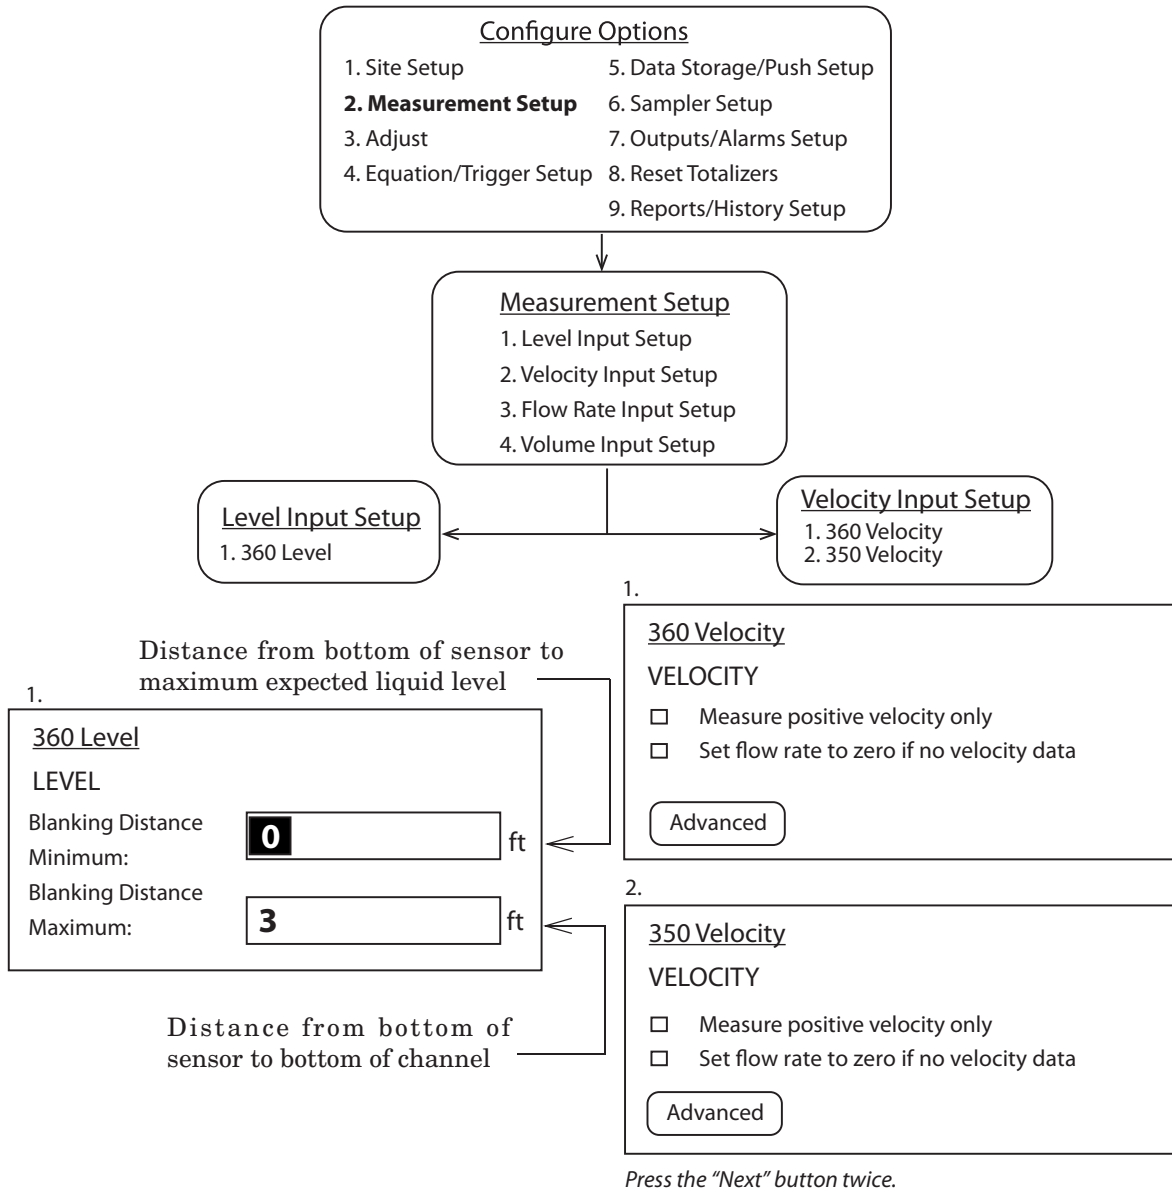 Configure Options
1. Site Setup
2. Measurement Setup
3. Adjust
4. Equation/Trigger Setup
5. Data Storage/Push Setup
6. Sampler Setup
7. Outputs/Alarms Setup
8. Reset Totalizers
9. Reports/History Setup
Measurement Setup
1. Level Input Setup
2. Velocity Input Setup
3. Flow Rate Input Setup
4. Volume Input Setup
Level Input Setup
1. 360 Level
Velocity Input Setup
1. 360 Velocity
2. 350 Velocity
Distance from bottom of sensor to
maximum expected liquid level
1.
360 Level
LEVEL
Blanking Distance
Minimum:
0
ft
Blanking Distance
Maximum:
3
ft
Distance from bottom of
sensor to bottom of channel
1.
360 Velocity
VELOCITY
Measure positive velocity only
Set flow rate to zero if no velocity data
Advanced
2.
350 Velocity
VELOCITY
Measure positive velocity only
Set flow rate to zero if no velocity data
Advanced
Press the “Next” button twice.